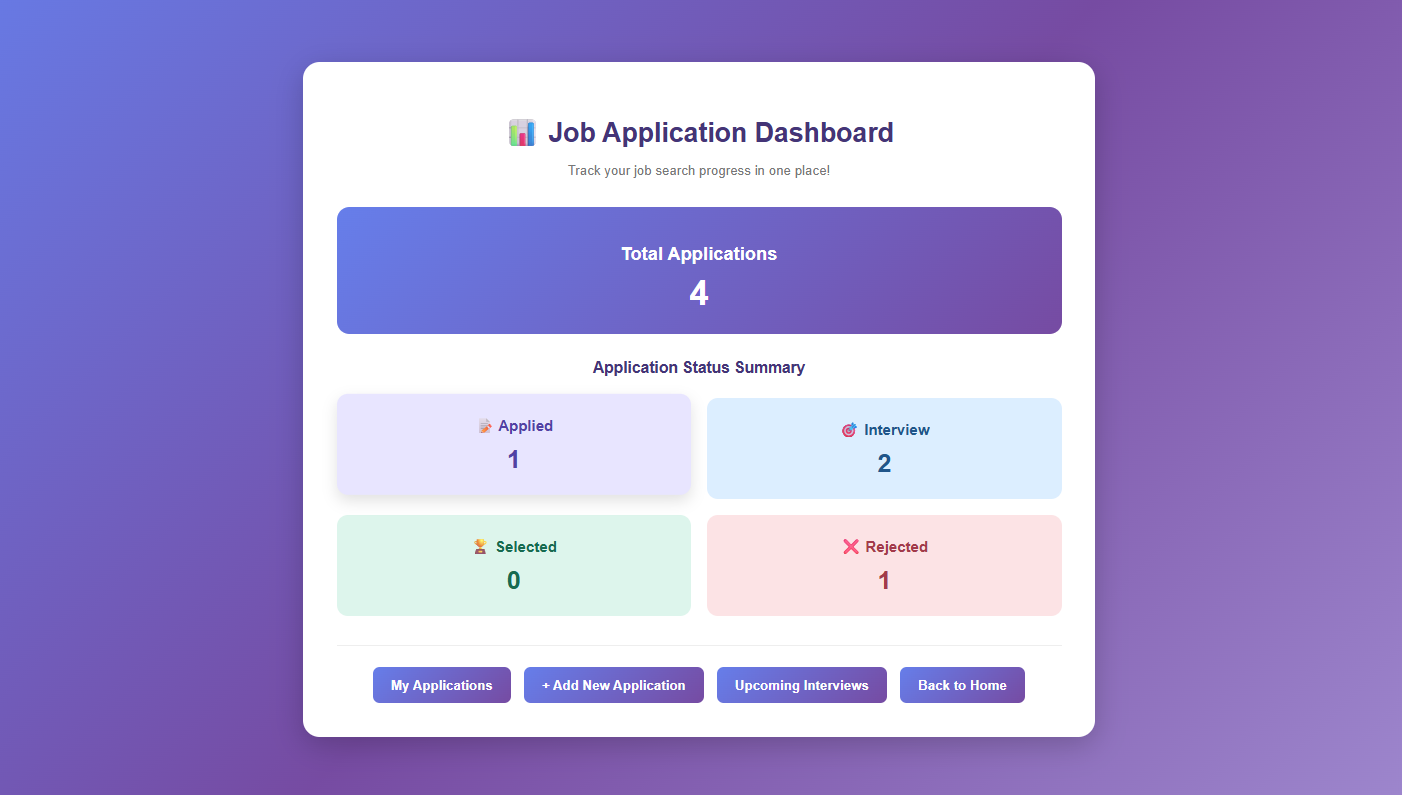 Job Application Dashboard
Track your job search progress in one place!
Total Applications
4
Application Status Summary
Applied
1
Interview
2
Selected
0
Rejected
1
My Applications
+ Add New Application
Upcoming Interviews
Back to Home